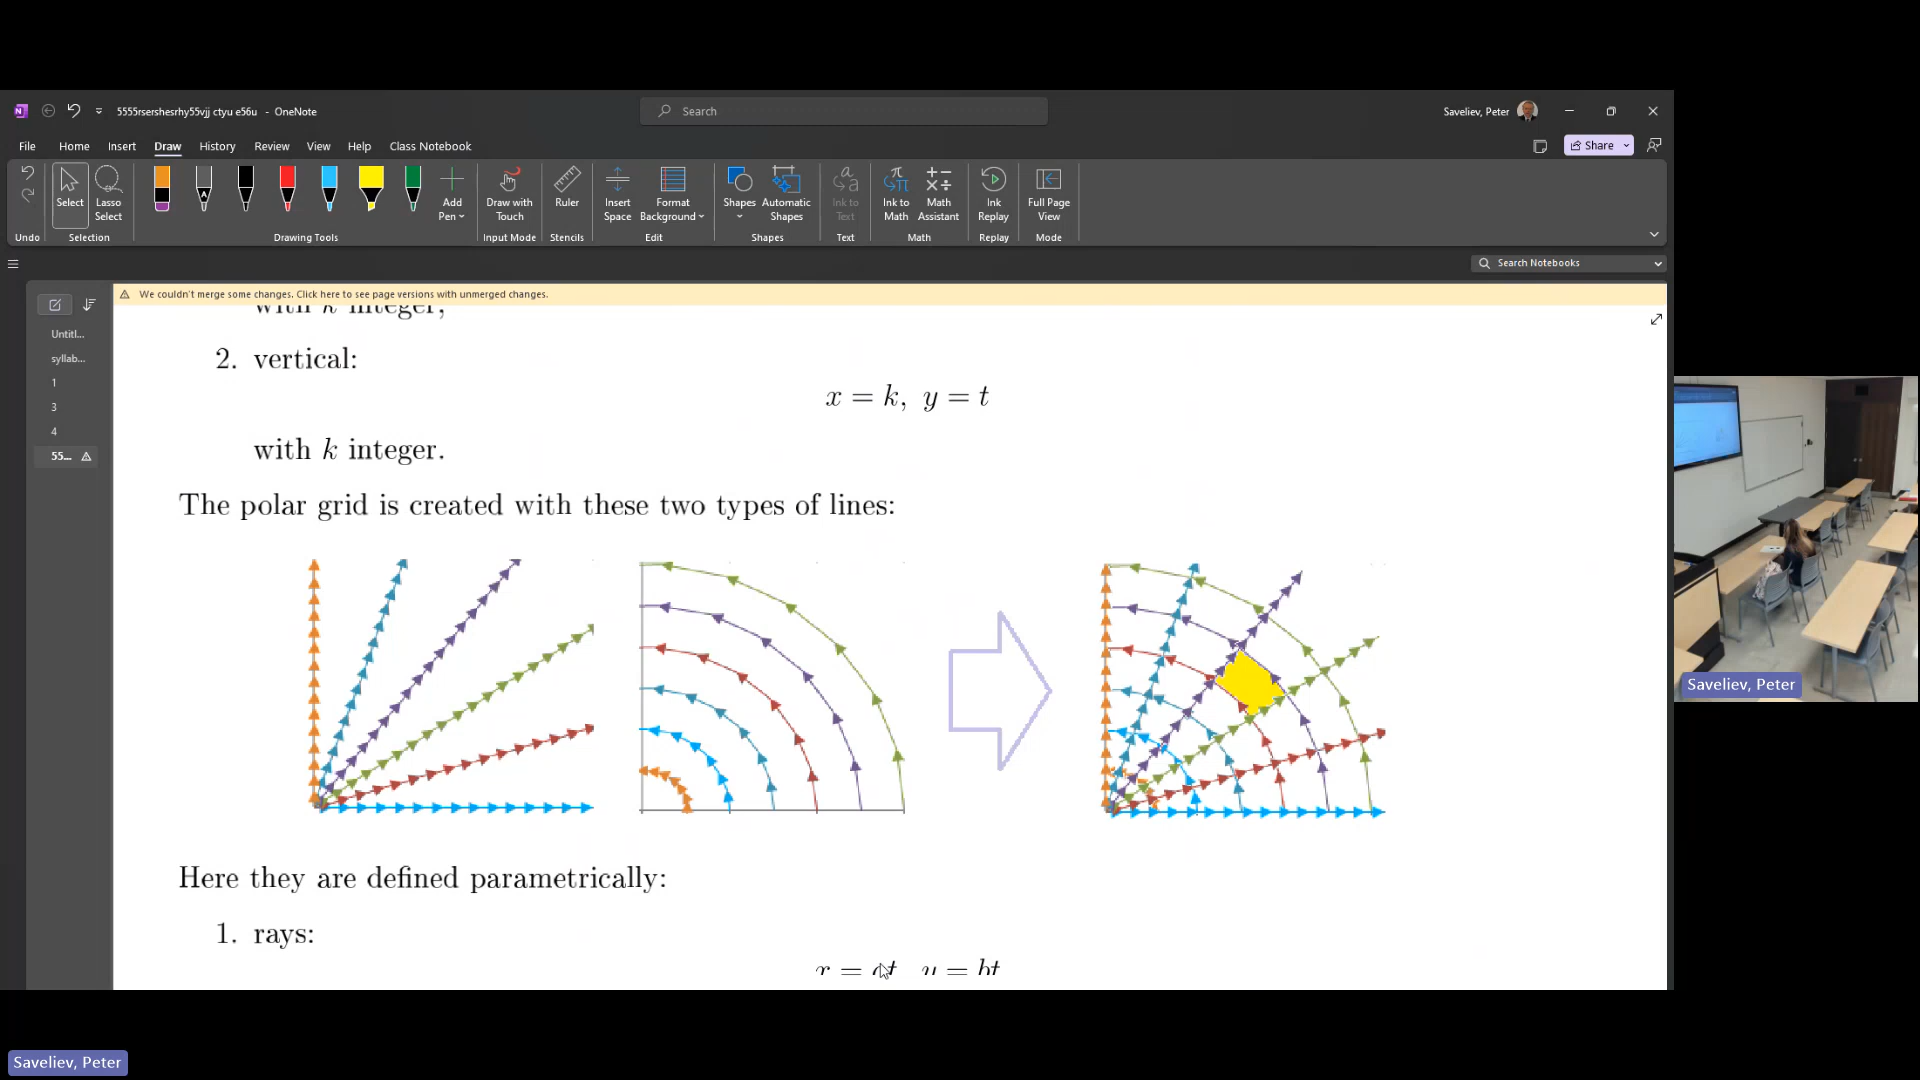 5555rsershesrhy55vjj ctyu e56u - OneNote
Search
Saveliev, Peter
File Home Insert Draw History Review View Help Class Notebook
Share
Select
Lasso Select
Add Pen
Draw with Touch
Ruler
Insert Space
Format Background
Shapes
Automatic Shapes
Ink to Text
Ink to Math
Math Assistant
Ink Replay
Full Page View
Undo Selection Drawing Tools Input Mode Stencils Edit Shapes Text Math Replay Mode
Search Notebooks
We couldn't merge some changes. Click here to see page versions with unmerged changes.
Untitl...
syllab...
1
3
4
55...
with k integer,
2. vertical:
x = k, y = t
with k integer.
The polar grid is created with these two types of lines:
Here they are defined parametrically:
1. rays:
x = at y = bt
Saveliev, Peter
Saveliev, Peter